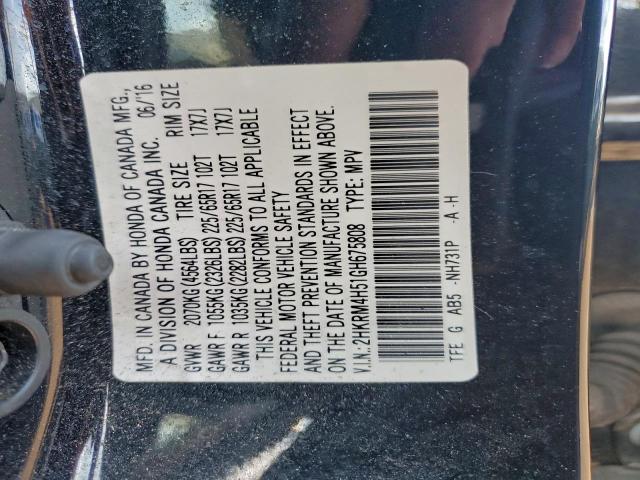 MFD. IN CANADA BY HONDA OF CANADA MFG.,
A DIVISION OF HONDA CANADA INC. 06/16
GVWR 2070KG(4564LBS) TIRE SIZE RIM SIZE
GAWR F 1055KG(2326LBS) 225/65R17 102T 17X7J
GAWR R 1035KG(2282LBS) 225/65R17 102T 17X7J
THIS VEHICLE CONFORMS TO ALL APPLICABLE
FEDERAL MOTOR VEHICLE SAFETY
AND THEFT PREVENTION STANDARDS IN EFFECT
ON THE DATE OF MANUFACTURE SHOWN ABOVE.
V.I.N.: 2HKRM4H51GH675808 TYPE: MPV
TFE G AB5 -NH731P -A -H